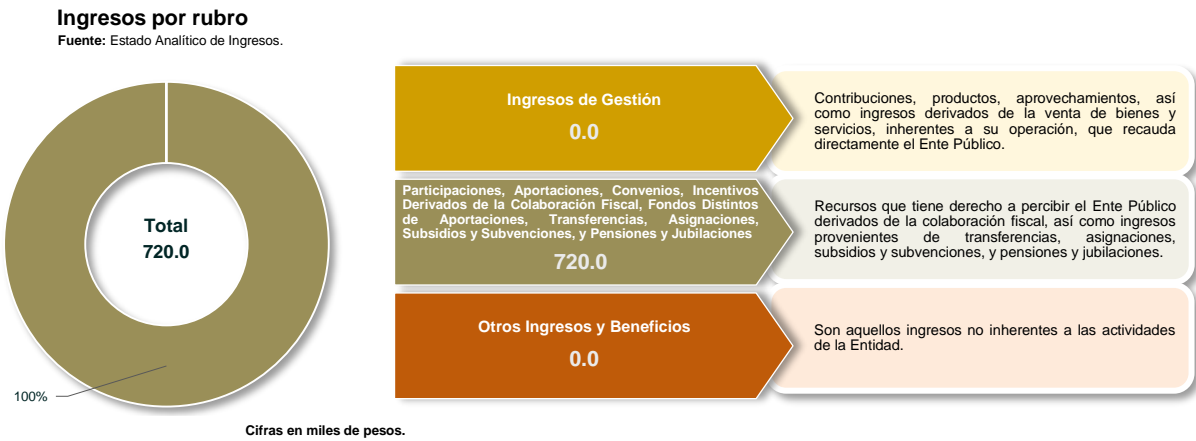 Ingresos por rubro
Fuente: Estado Analítico de Ingresos.
Total
720.0
100%
Ingresos de Gestión
0.0
Contribuciones, productos, aprovechamientos, así
como ingresos derivados de la venta de bienes y
servicios, inherentes a su operación, que recauda
directamente el Ente Público.
Participaciones, Aportaciones, Convenios, Incentivos
Derivados de la Colaboración Fiscal, Fondos Distintos
de Aportaciones, Transferencias, Asignaciones,
Subsidios y Subvenciones, y Pensiones y Jubilaciones
720.0
Recursos que tiene derecho a percibir el Ente Público
derivados de la colaboración fiscal, así como ingresos
provenientes de transferencias, asignaciones,
subsidios y subvenciones, y pensiones y jubilaciones.
Otros Ingresos y Beneficios
0.0
Son aquellos ingresos no inherentes a las actividades
de la Entidad.
Cifras en miles de pesos.